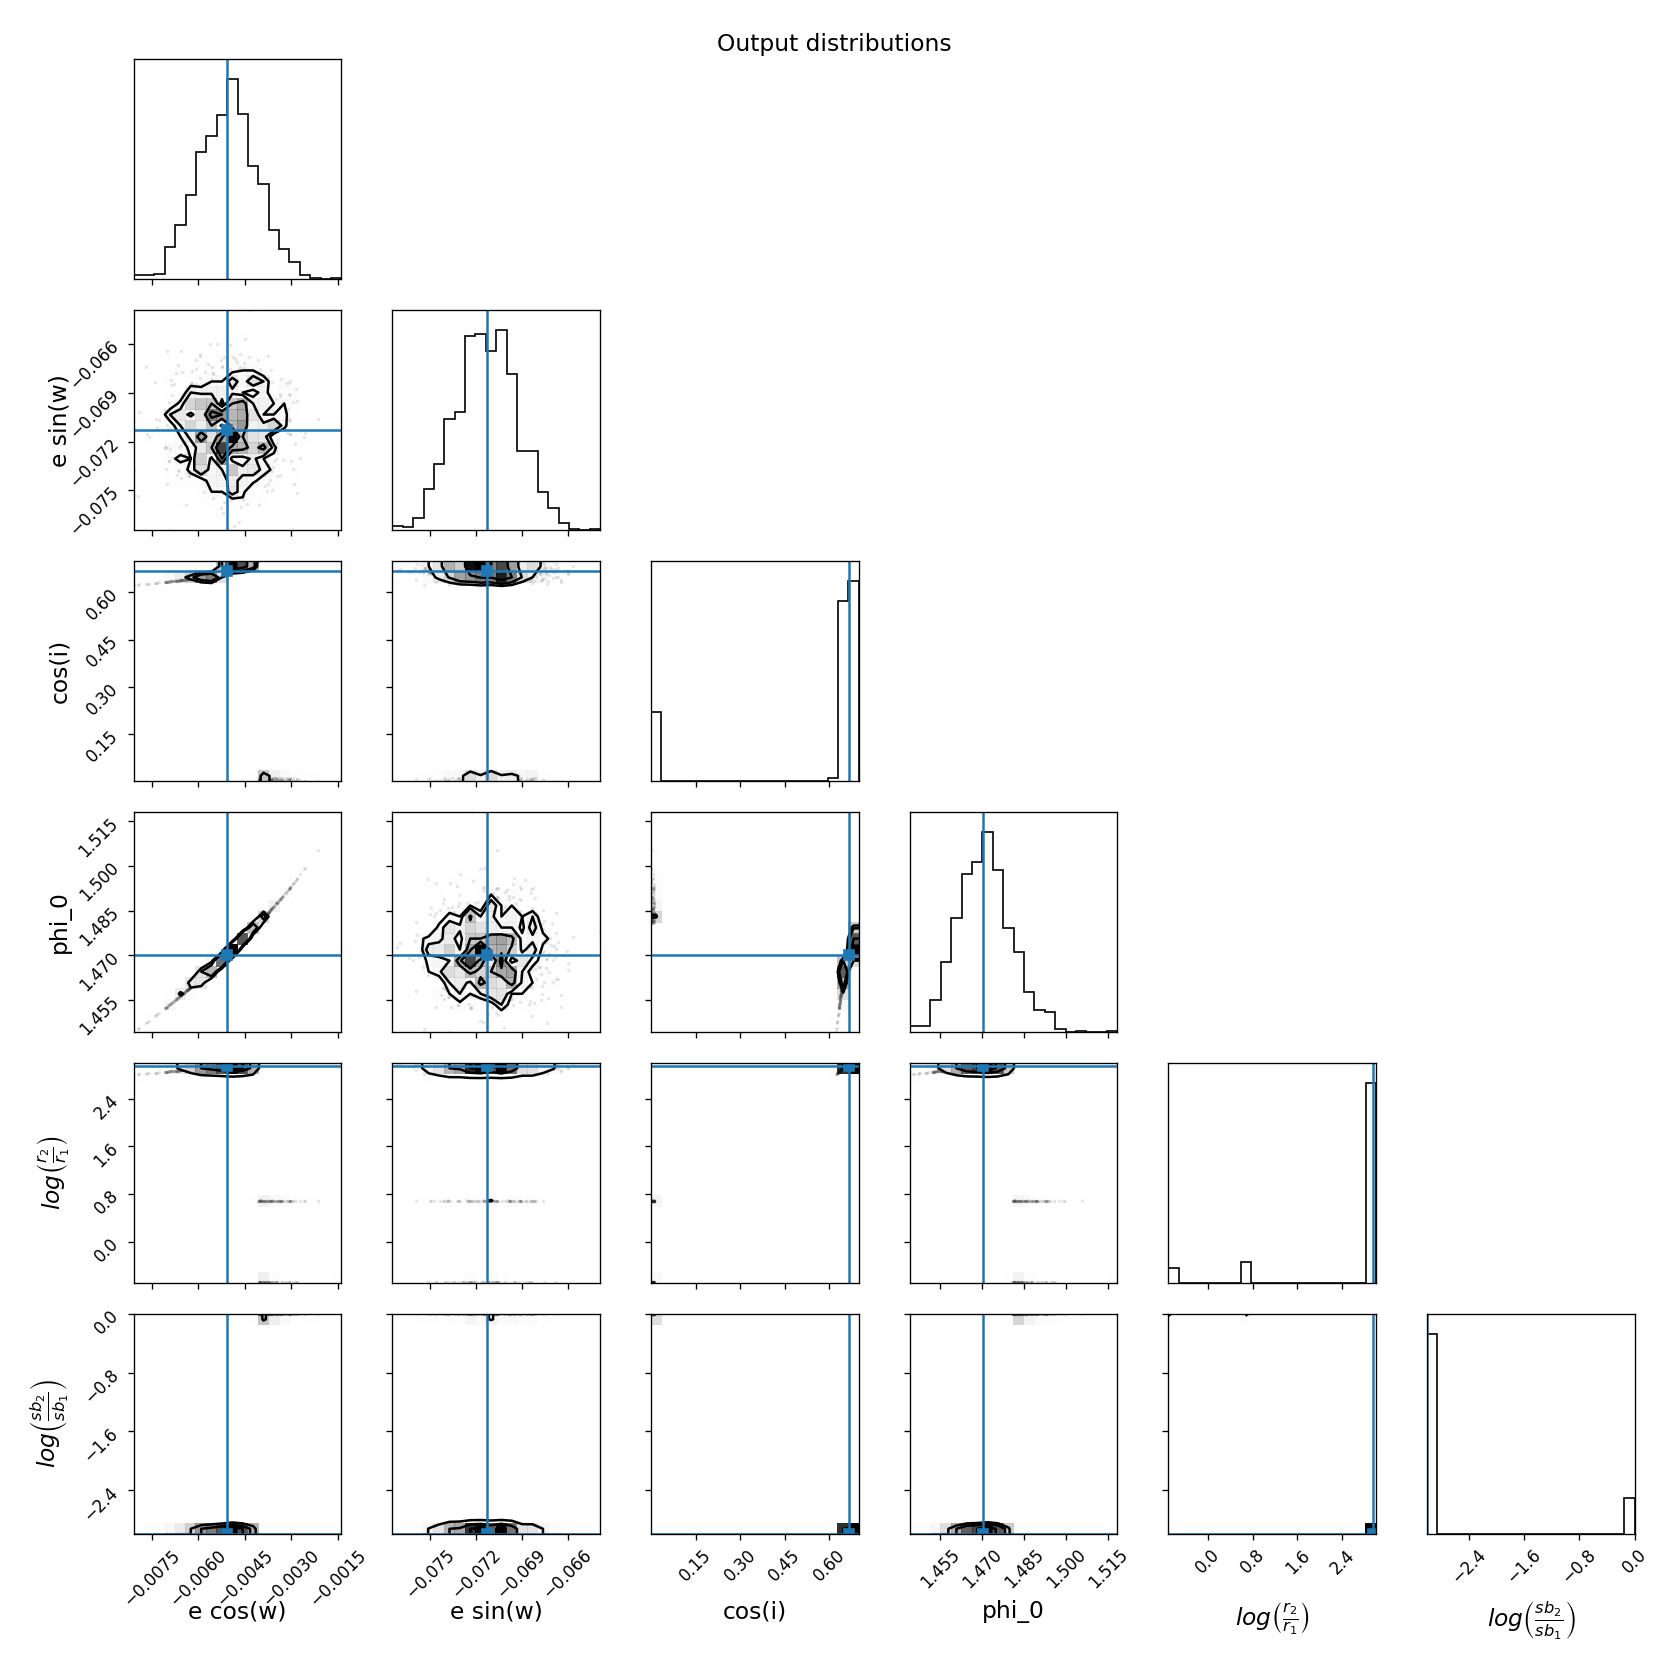 Output distributions
e sin(w)
−0.066
−0.069
−0.072
−0.075
cos(i)
0.60
0.45
0.30
0.15
phi_0
1.515
1.500
1.485
1.470
1.455
log(r₂/r₁)
2.4
1.6
0.8
0.0
log(sb₂/sb₁)
0.0
−0.8
−1.6
−2.4
−0.0075 −0.0060 −0.0045 −0.0030 −0.0015
e cos(w)
−0.075 −0.072 −0.069 −0.066
e sin(w)
0.15 0.30 0.45 0.60
cos(i)
1.455 1.470 1.485 1.500 1.515
phi_0
0.0 0.8 1.6 2.4
log(r₂/r₁)
−2.4 −1.6 −0.8 0.0
log(sb₂/sb₁)